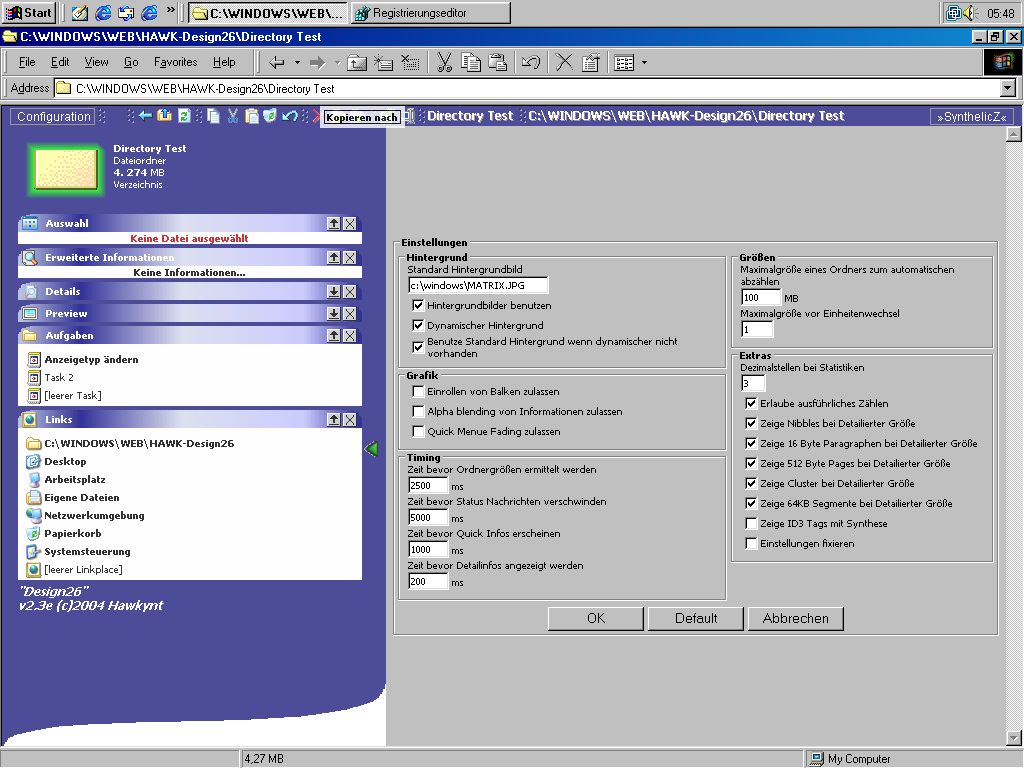 Start
»
C:\WINDOWS\WEB\...
Registrierungseditor
05:48
C:\WINDOWS\WEB\HAWK-Design26\Directory Test
File Edit View Go Favorites Help
Address C:\WINDOWS\WEB\HAWK-Design26\Directory Test
Configuration
Kopieren nach
Directory Test
C:\WINDOWS\WEB\HAWK-Design26\Directory Test
»SynthelicZ«
Directory Test
Dateiordner
4. 274 MB
Verzeichnis
Auswahl
Keine Datei ausgewählt
Erweiterte Informationen
Keine Informationen...
Details
Preview
Aufgaben
Anzeigetyp ändern
Task 2
[leerer Task]
Links
C:\WINDOWS\WEB\HAWK-Design26
Desktop
Arbeitsplatz
Eigene Dateien
Netzwerkumgebung
Papierkorb
Systemsteuerung
[leerer Linkplace]
"Design26"
v2.3e (c)2004 Hawkynt
Einstellungen
Hintergrund
Standard Hintergrundbild
c:\windows\MATRIX.JPG
Hintergrundbilder benutzen
Dynamischer Hintergrund
Benutze Standard Hintergrund wenn dynamischer nicht
vorhanden
Grafik
Einrollen von Balken zulassen
Alpha blending von Informationen zulassen
Quick Menue Fading zulassen
Timing
Zeit bevor Ordnergrößen ermittelt werden
2500 ms
Zeit bevor Status Nachrichten verschwinden
5000 ms
Zeit bevor Quick Infos erscheinen
1000 ms
Zeit bevor Detailinfos angezeigt werden
200 ms
Größen
Maximalgröße eines Ordners zum automatischen
abzählen
100 MB
Maximalgröße vor Einheitenwechsel
1
Extras
Dezimalstellen bei Statistiken
3
Erlaube ausführliches Zählen
Zeige Nibbles bei Detailierter Größe
Zeige 16 Byte Paragraphen bei Detailierter Größe
Zeige 512 Byte Pages bei Detailierter Größe
Zeige Cluster bei Detailierter Größe
Zeige 64KB Segmente bei Detailierter Größe
Zeige ID3 Tags mit Synthese
Einstellungen fixieren
OK Default Abbrechen
4,27 MB
My Computer